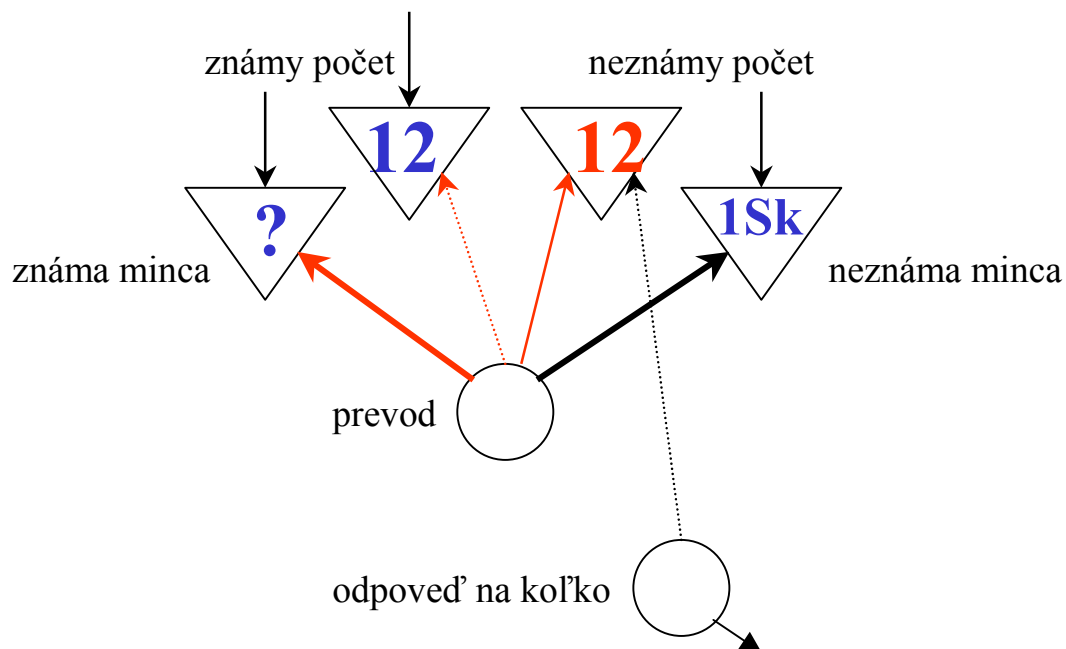 známy počet
neznámy počet
12
12
?
1Sk
známa minca
neznáma minca
prevod
odpoveď na koľko